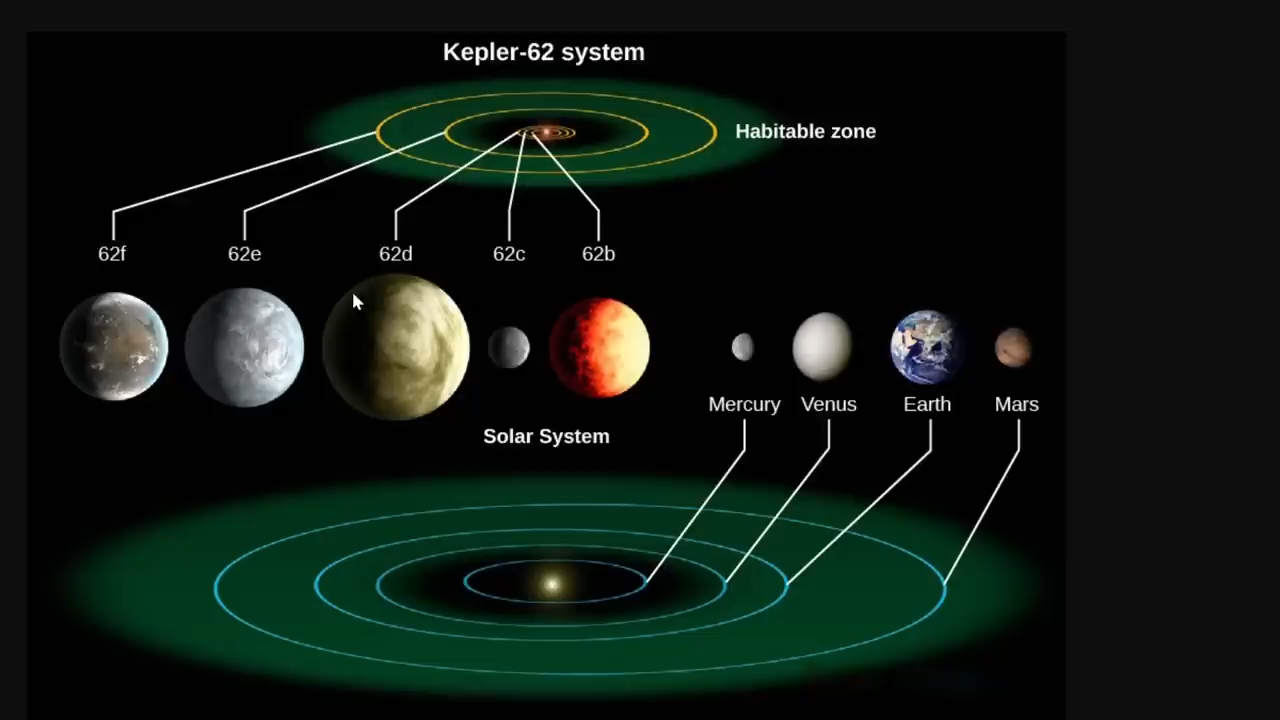 Kepler-62 system
Habitable zone
62f 62e 62d 62c 62b
Mercury Venus Earth Mars
Solar System